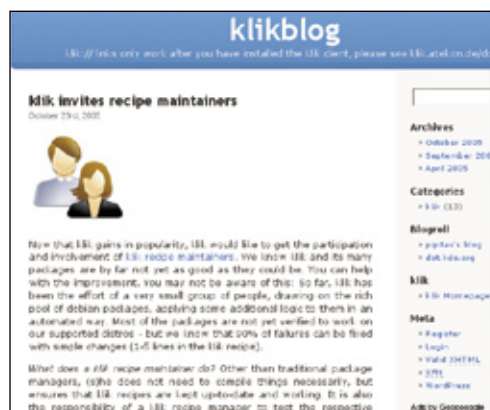 klikblog
klik:// links only work after you have installed the klik client, please see klik.atekon.de/do
klik invites recipe maintainers
October 23rd, 2005
Now that klik gains in popularity, klik would like to get the participation
and involvement of klik recipe maintainers. We know klik and its many
packages are by far not yet as good as they could be. You can help
with the improvement. You may not be aware of this: So far, klik has
been the effort of a very small group of people, drawing on the rich
pool of debian packages, applying some additional logic to them in an
automated way. Most of the packages are not yet verified to work on
our supported distros - but we know that 90% of failures can be fixed
with simple changes (1-5 lines in the klik recipe).
What does a klik recipe maintainer do? Other than traditional package
managers, (s)he does not need to compile things necessarily, but
ensures that klik recipes are kept up-to-date and working. It is also
the responsibility of a klik recipe manager to test the respective
Archives
» October 2005
» September 200
» April 2005
Categories
» klik (13)
Blogroll
» pipitas's blog
» dot.kde.org
klik
» klik Homepage
Meta
» Register
» Login
» Valid XHTML
» XFN
» WordPress
Ads by Gooooogle